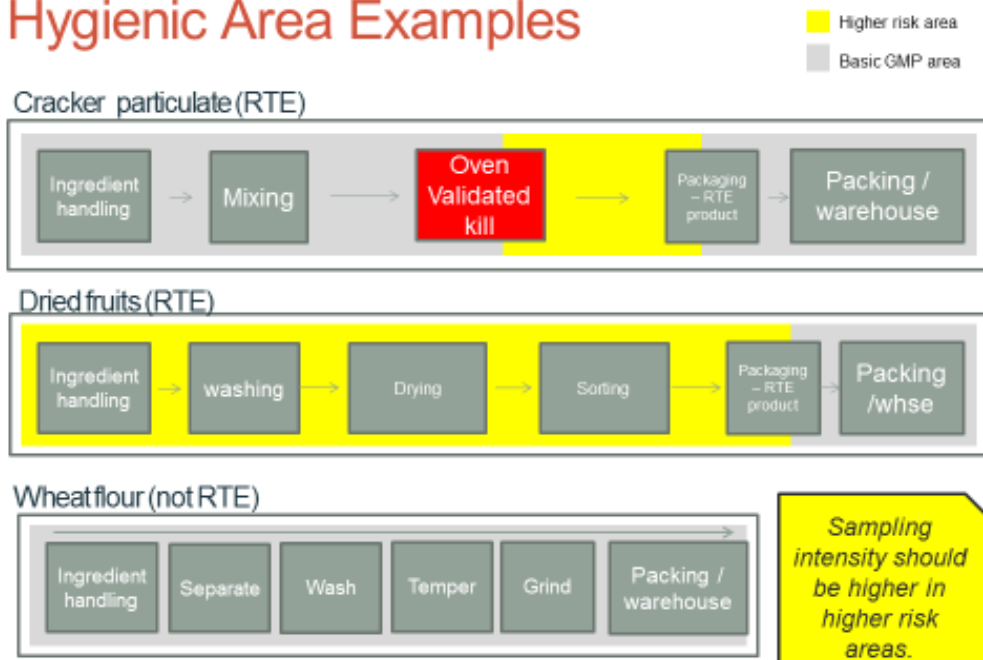 Hygienic Area Examples
Higher risk area
Basic GMP area
Cracker particulate (RTE)
Ingredient
handling
Mixing
Oven
Validated
kill
Packaging
– RTE
product
Packing /
warehouse
Dried fruits (RTE)
Ingredient
handling
washing
Drying
Sorting
Packaging
– RTE
product
Packing
/whse
Wheat flour (not RTE)
Ingredient
handling
Separate
Wash
Temper
Grind
Packing /
warehouse
Sampling
intensity should
be higher in
higher risk
areas.